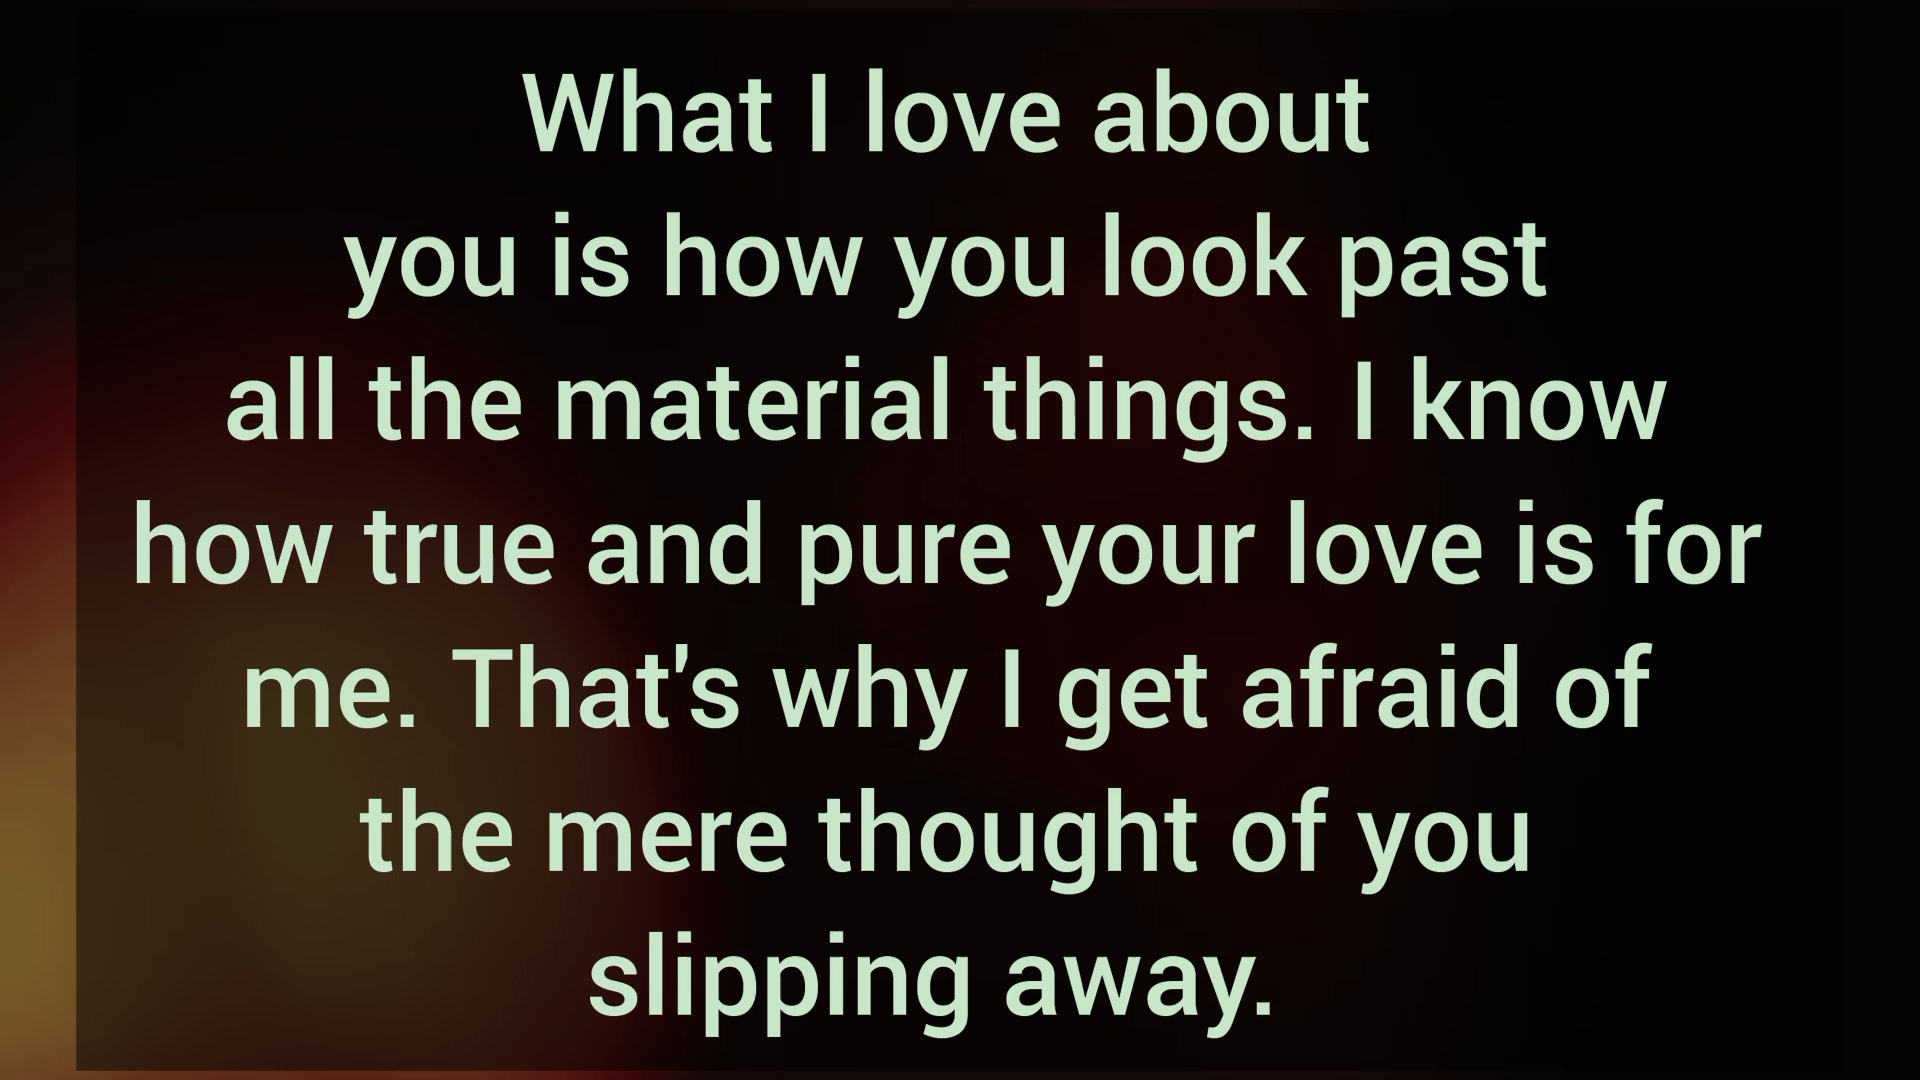 What I love about
you is how you look past
all the material things. I know
how true and pure your love is for
me. That's why I get afraid of
the mere thought of you
slipping away.